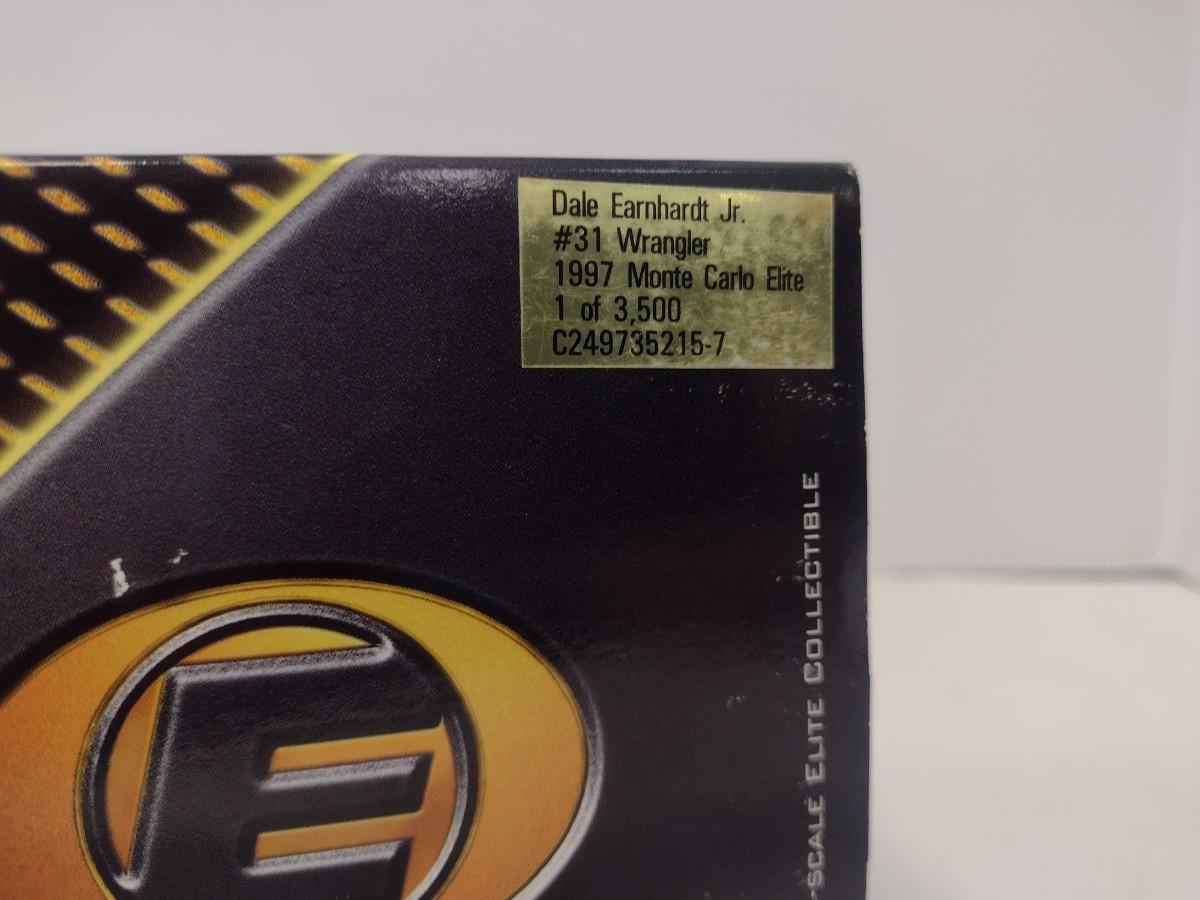 Dale Earnhardt Jr.
#31 Wrangler
1997 Monte Carlo Elite
1 of 3,500
C249735215-7
-SCALE ELITE COLLECTIBLE
E